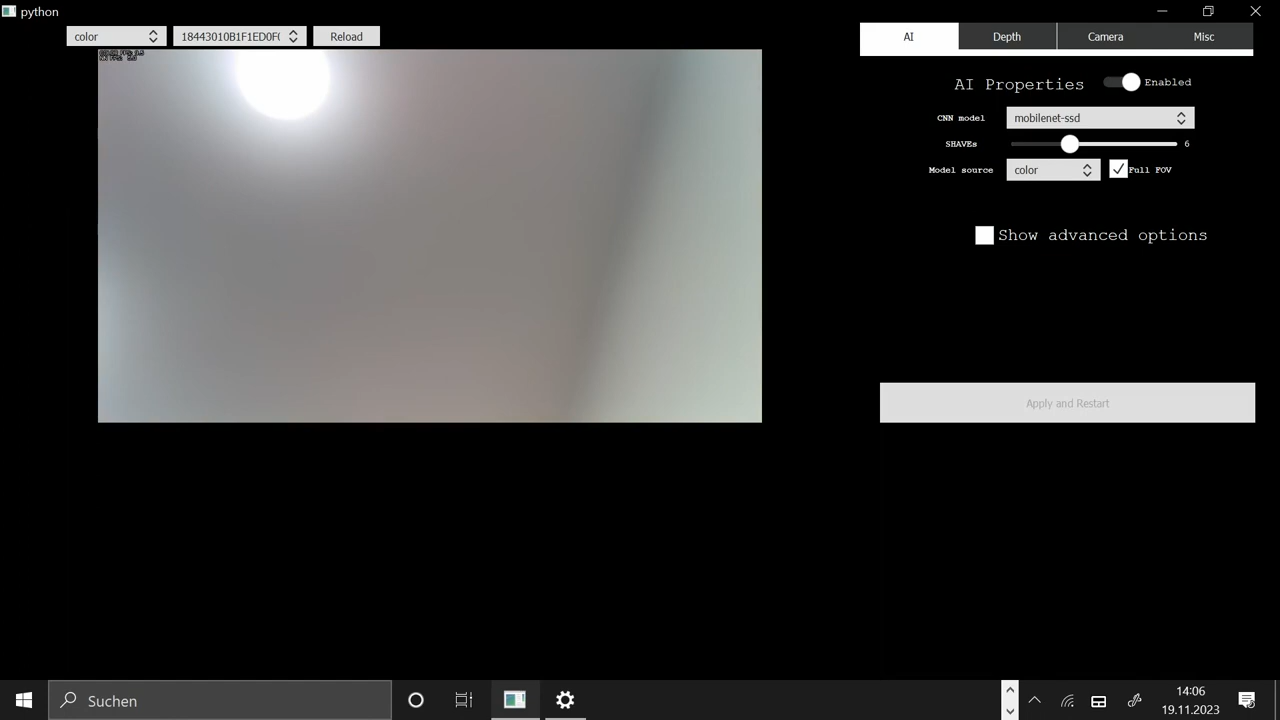 python
color
18443010B1F1ED0F(
Reload
AI
Depth
Camera
Misc
AI Properties
Enabled
CNN model
mobilenet-ssd
SHAVEs
6
Model source
color
Full FOV
Show advanced options
Apply and Restart
Suchen
14:06
19.11.2023